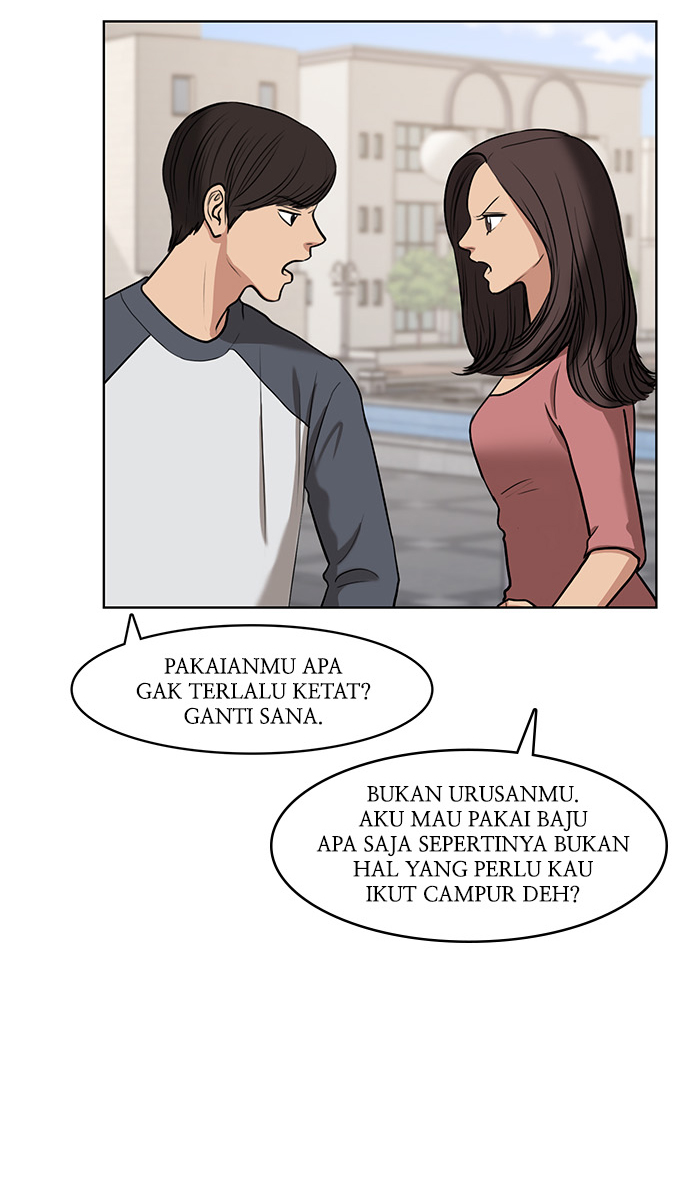 PAKAIANMU APA
GAK TERLALU KETAT?
GANTI SANA.
BUKAN URUSANMU.
AKU MAU PAKAI BAJU
APA SAJA SEPERTINYA BUKAN
HAL YANG PERLU KAU
IKUT CAMPUR DEH?